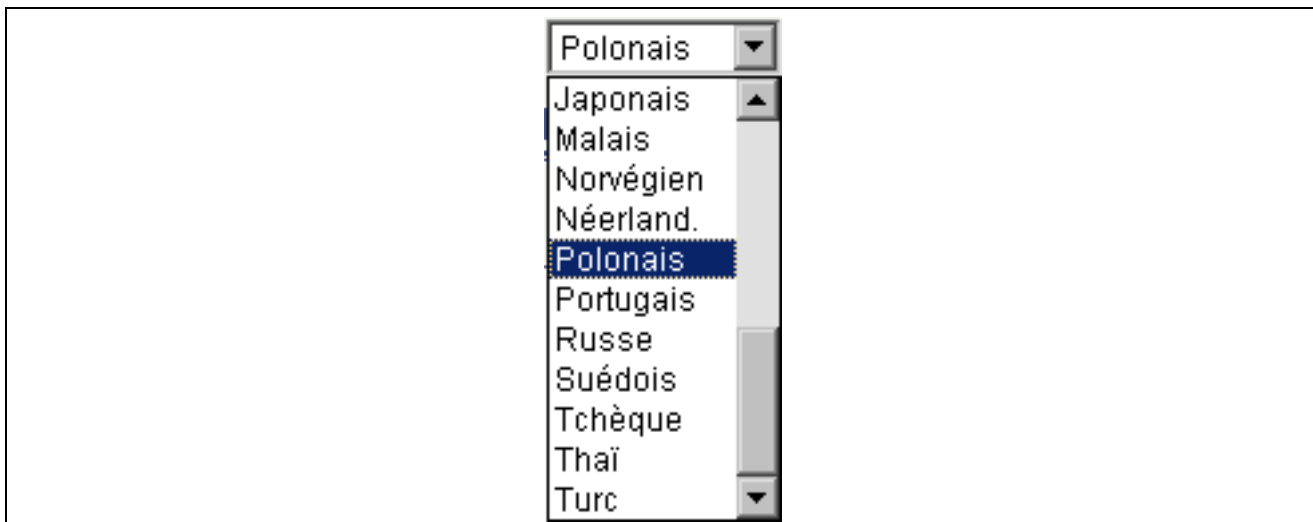 Polonais
Japonais
Malais
Norvégien
Néerland.
Polonais
Portugais
Russe
Suédois
Tchèque
Thaï
Turc